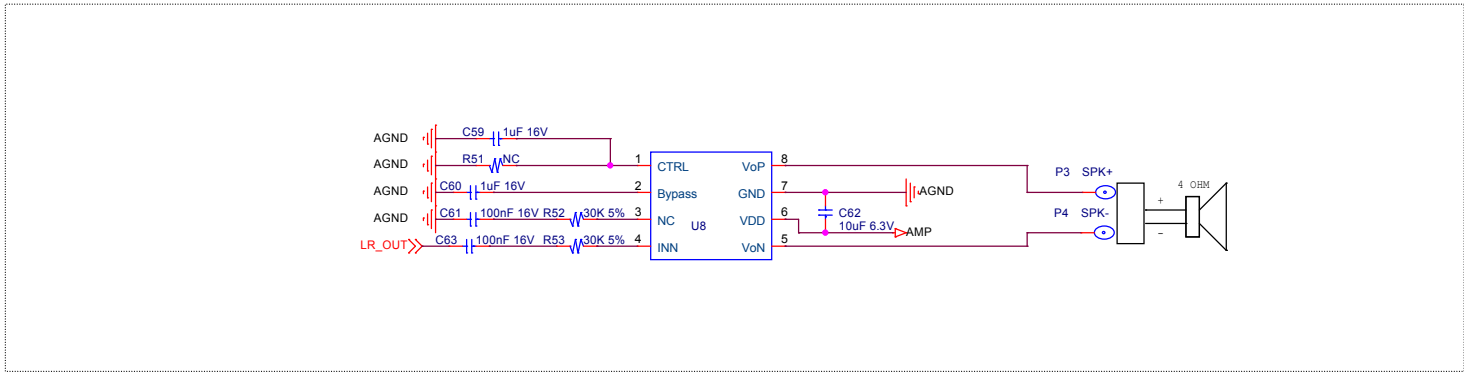 AGND C59 1uF 16V
AGND R51 NC 1 CTRL VoP 8 P3 SPK+
AGND C60 1uF 16V 2 Bypass GND 7 AGND 4 OHM
AGND C61 100nF 16V R52 30K 5% 3 NC U8 VDD 6 C62 10uF 6.3V AMP P4 SPK- + -
LR_OUT C63 100nF 16V R53 30K 5% 4 INN VoN 5